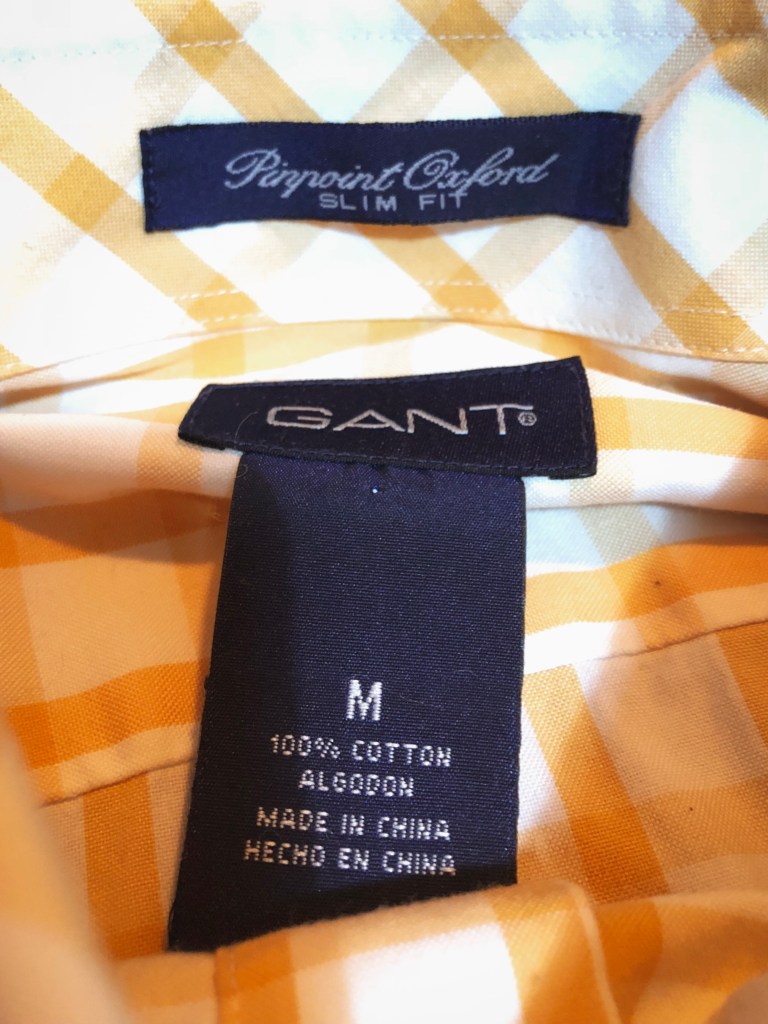 Pinpoint Oxford
SLIM FIT
GANT®
M
100% COTTON
ALGODON
MADE IN CHINA
HECHO EN CHINA